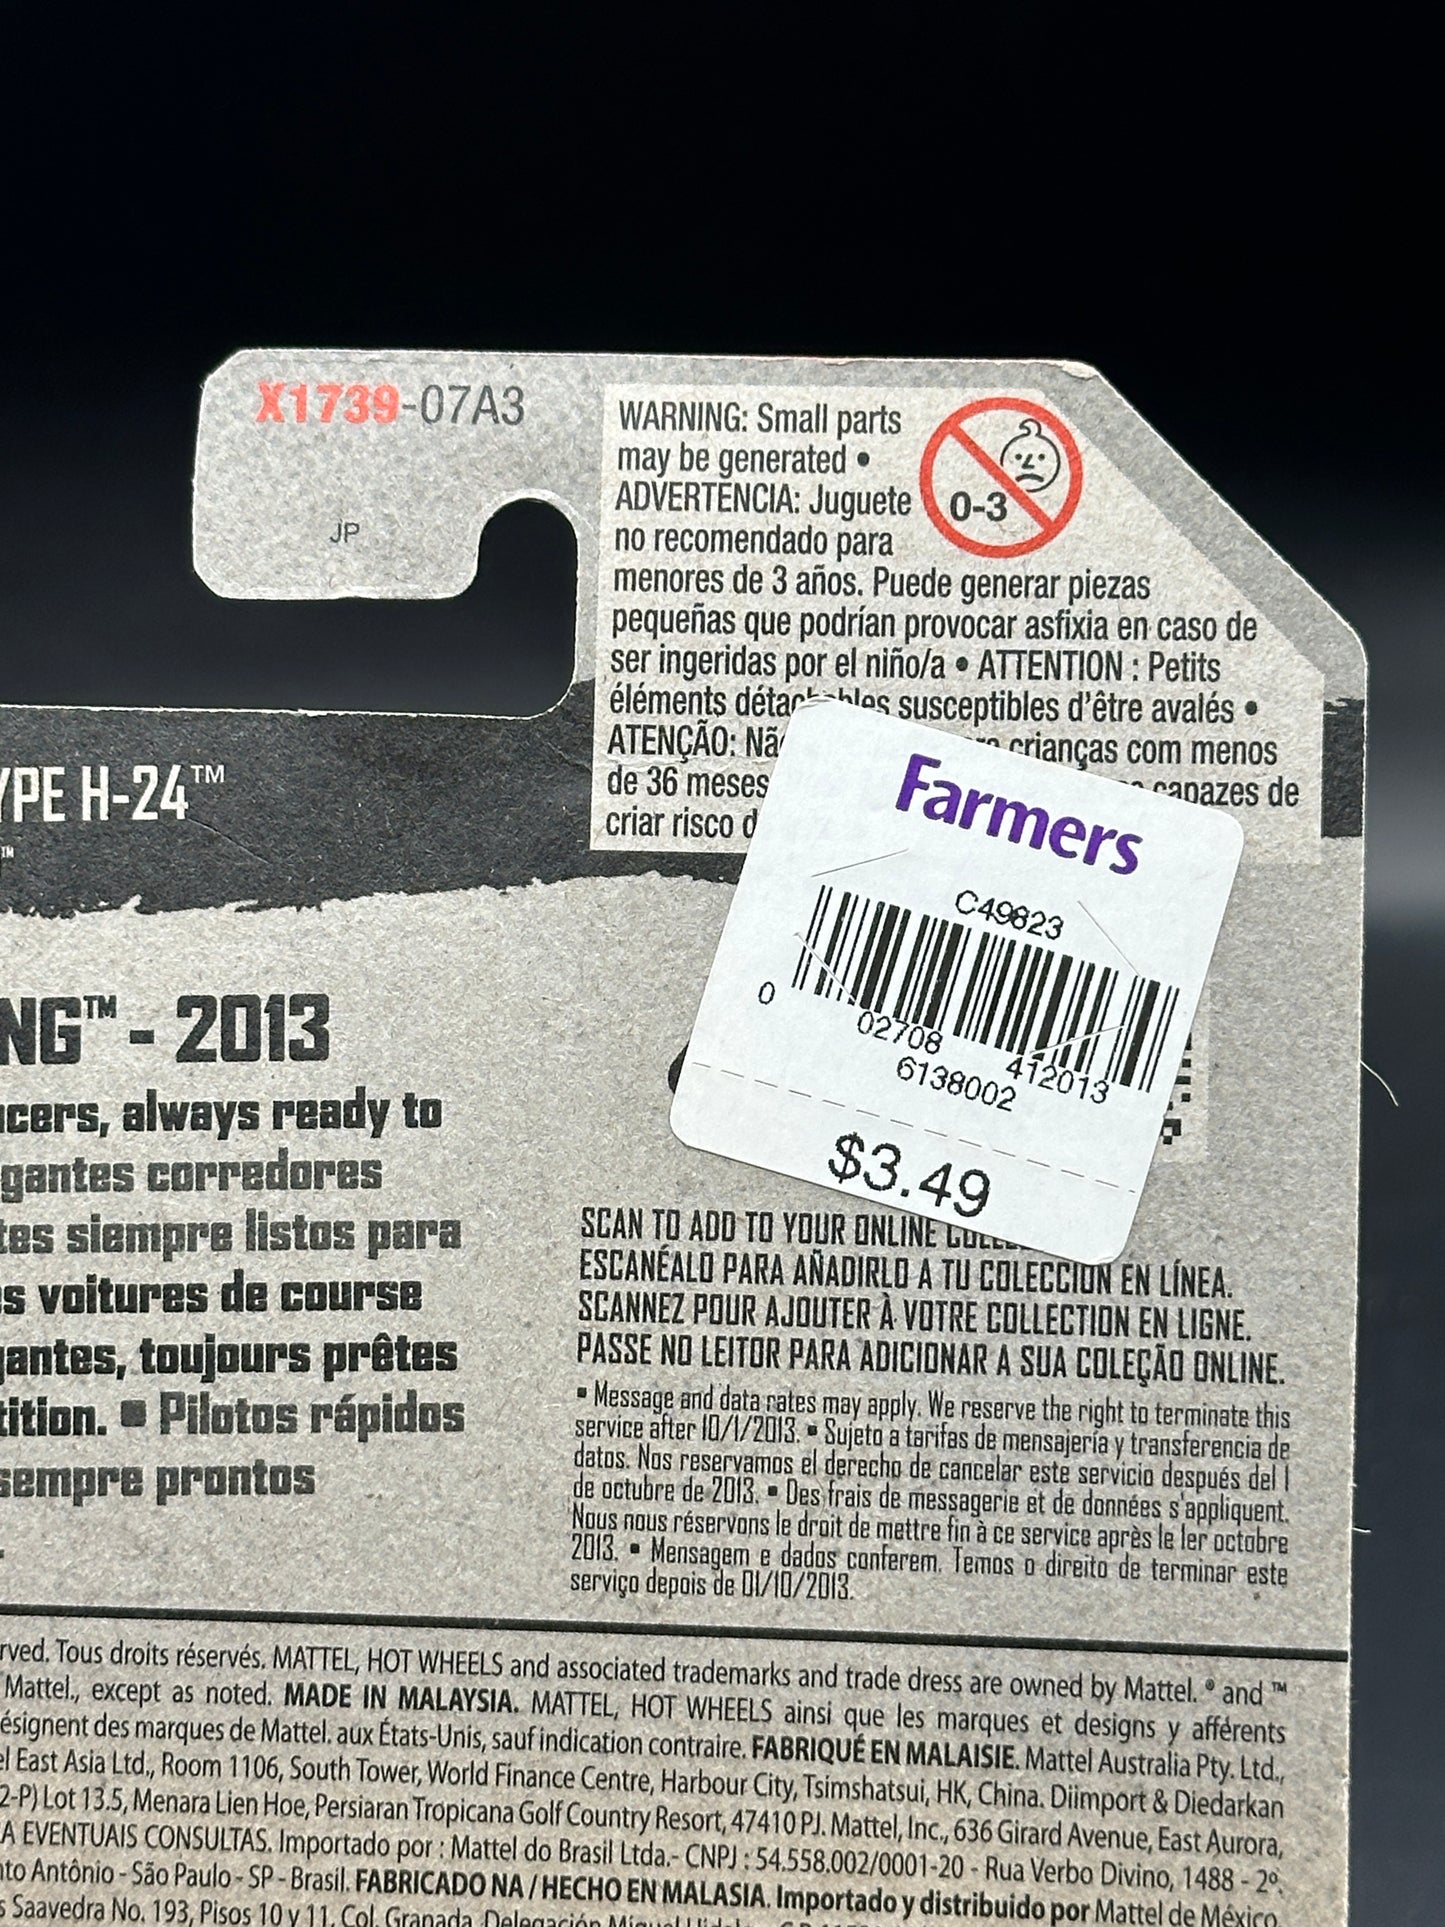 X1739-07A3
JP
WARNING: Small parts
may be generated •
ADVERTENCIA: Juguete
no recomendado para
menores de 3 años. Puede generar piezas
pequeñas que podrían provocar asfixia en caso de
ser ingeridas por el niño/a • ATTENTION : Petits
éléments détachables susceptibles d'être avalés •
ATENÇÃO: crianças com menos
de 36 meses capazes de
criar risco d
0-3
YPE H-24™
™
Farmers
C49823
0
02708
412013
6138002
$3.49
NG™ - 2013
cers, always ready to
gantes corredores
tes siempre listos para
s voitures de course
gantes, toujours prêtes
tition. ■ Pilotos rápidos
sempre prontos
SCAN TO ADD TO YOUR ONLINE
ESCANÉALO PARA AÑADIRLO A TU COLECCIÓN EN LÍNEA.
SCANNEZ POUR AJOUTER À VOTRE COLLECTION EN LIGNE.
PASSE NO LEITOR PARA ADICIONAR A SUA COLEÇÃO ONLINE.
▪ Message and data rates may apply. We reserve the right to terminate this
service after 10/1/2013. ▪ Sujeto a tarifas de mensajería y transferencia de
datos. Nos reservamos el derecho de cancelar este servicio después del 1
de octubre de 2013. ▪ Des frais de messagerie et de données s'appliquent.
Nous nous réservons le droit de mettre fin à ce service après le 1er octobre
2013. ▪ Mensagem e dados conferem. Temos o direito de terminar este
serviço depois de 01/10/2013.
rved. Tous droits réservés. MATTEL, HOT WHEELS and associated trademarks and trade dress are owned by Mattel. ® and ™
Mattel., except as noted. MADE IN MALAYSIA. MATTEL, HOT WHEELS ainsi que les marques et designs y afférents
ésignent des marques de Mattel. aux États-Unis, sauf indication contraire. FABRIQUÉ EN MALAISIE. Mattel Australia Pty. Ltd.,
el East Asia Ltd., Room 1106, South Tower, World Finance Centre, Harbour City, Tsimshatsui, HK, China. Diimport & Diedarkan
2-P) Lot 13.5, Menara Lien Hoe, Persiaran Tropicana Golf Country Resort, 47410 PJ. Mattel, Inc., 636 Girard Avenue, East Aurora,
A EVENTUAIS CONSULTAS. Importado por : Mattel do Brasil Ltda.- CNPJ : 54.558.002/0001-20 - Rua Verbo Divino, 1488 - 2º.
nto Antônio - São Paulo - SP - Brasil. FABRICADO NA / HECHO EN MALASIA. Importado y distribuido por Mattel de México
s Saavedra No. 193, Pisos 10 y 11, Col. Granada, Delegación